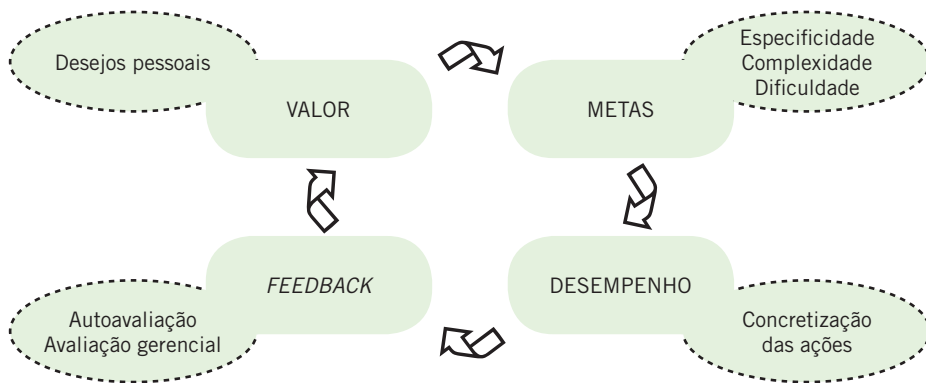 Desejos pessoais
VALOR
METAS
Especificidade
Complexidade
Dificuldade
FEEDBACK
DESEMPENHO
Autoavaliação
Avaliação gerencial
Concretização
das ações